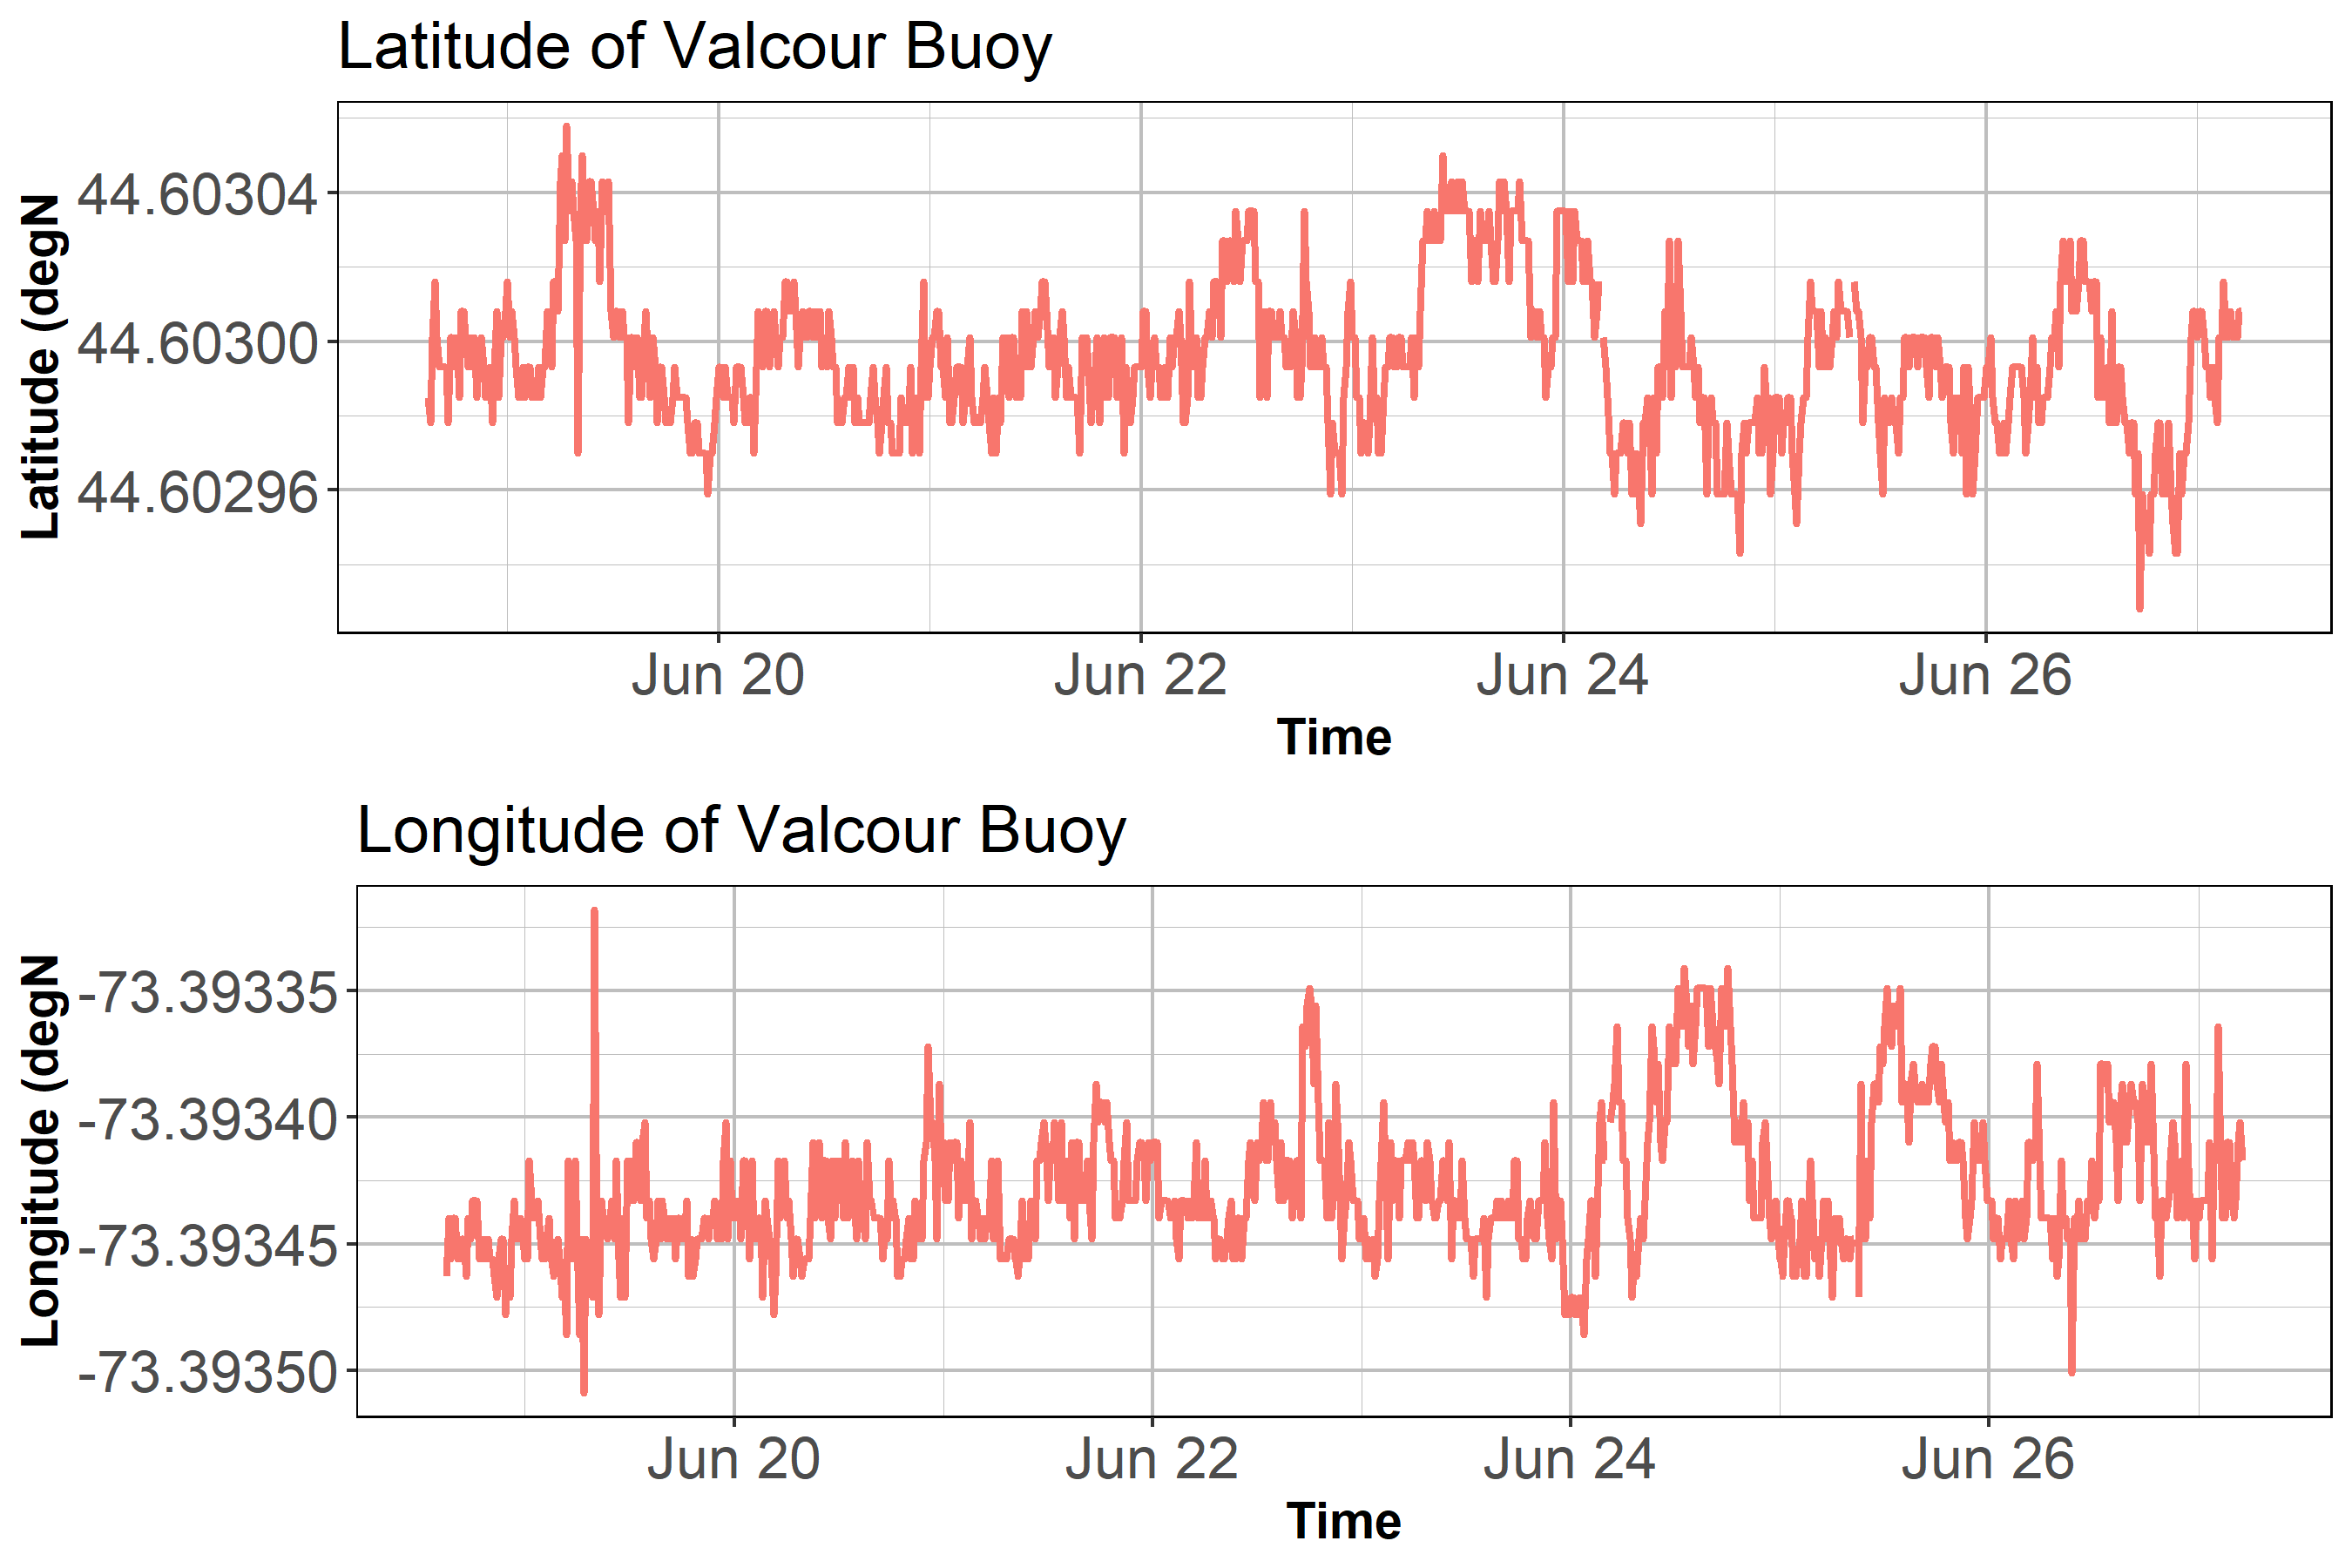 Latitude of Valcour Buoy
Latitude (degN
44.60304
44.60300
44.60296
Jun 20 Jun 22 Jun 24 Jun 26
Time
Longitude of Valcour Buoy
Longitude (degN
-73.39335
-73.39340
-73.39345
-73.39350
Jun 20 Jun 22 Jun 24 Jun 26
Time